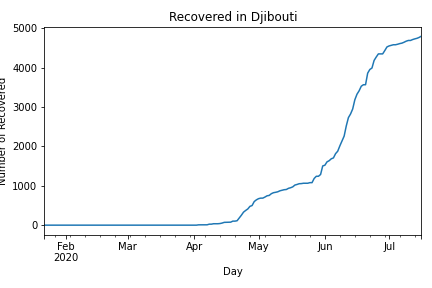 Recovered in Djibouti
Number of Recovered
5000
4000
3000
2000
1000
0
Feb
2020
Mar
Apr
May
Jun
Jul
Day